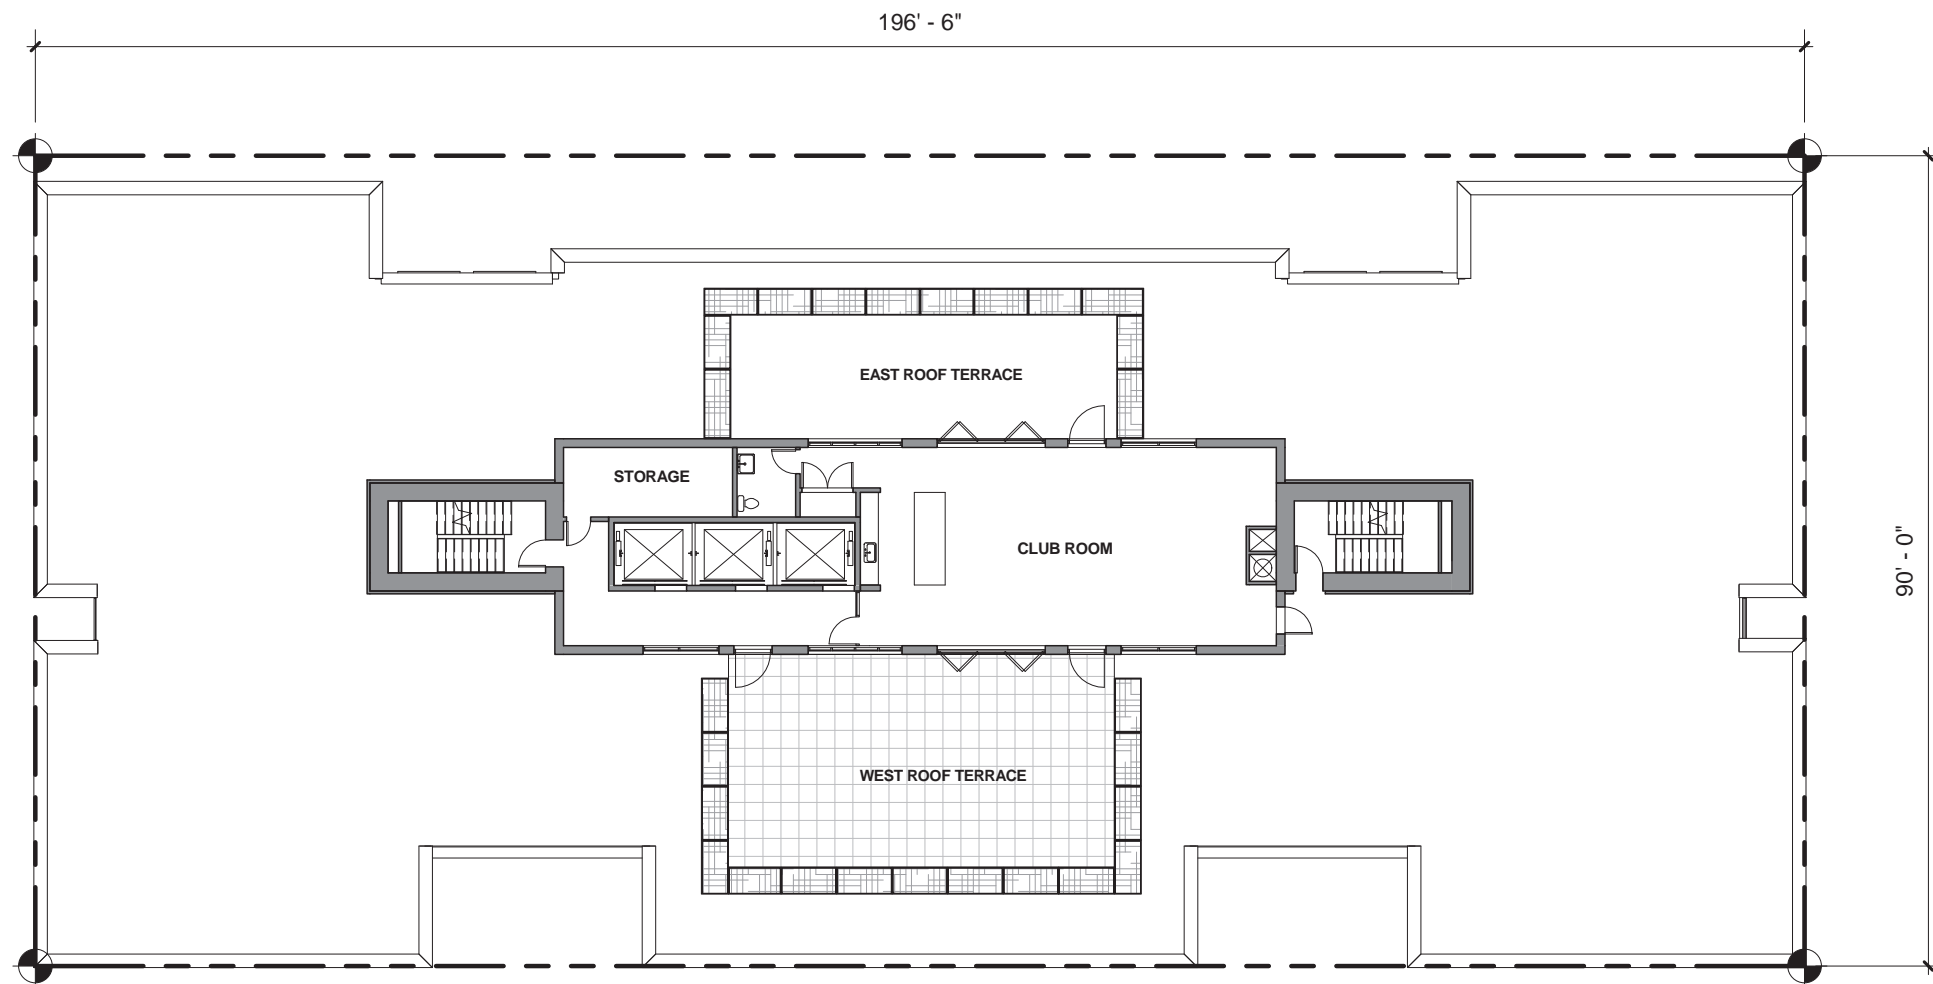 196' - 6"
EAST ROOF TERRACE
STORAGE
CLUB ROOM
90' - 0"
WEST ROOF TERRACE